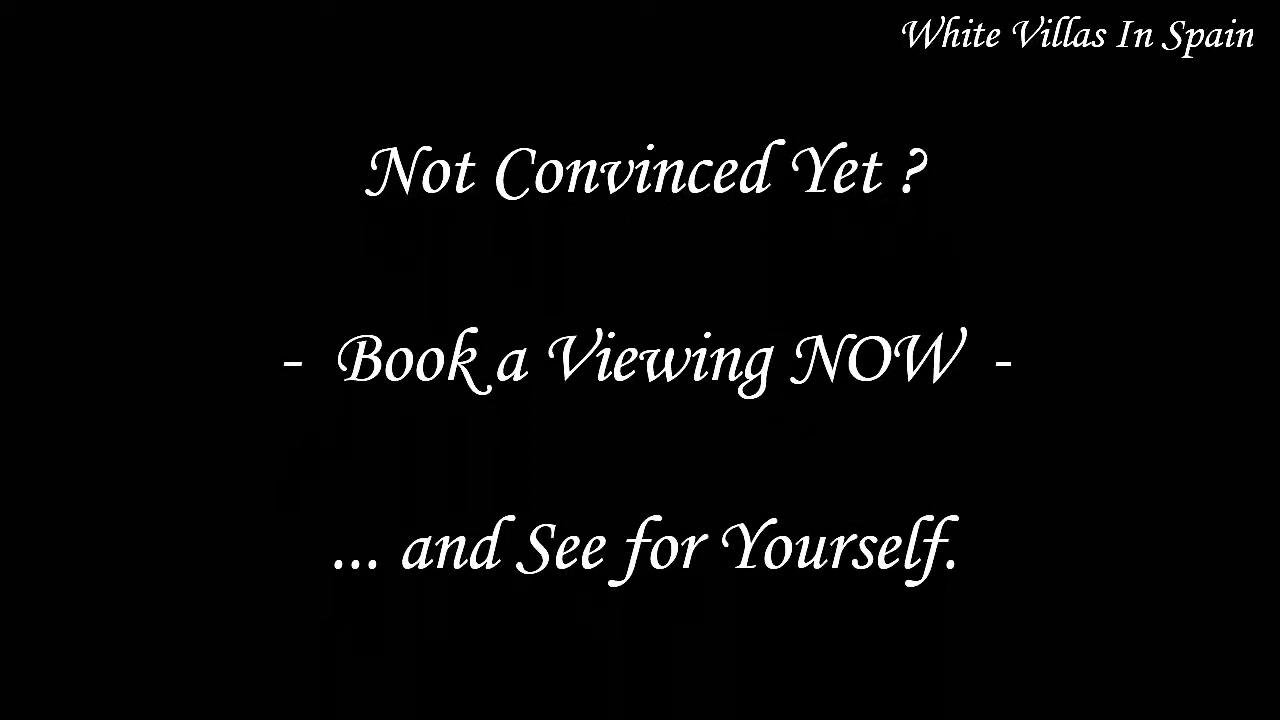 White Villas In Spain
Not Convinced Yet ?
- Book a Viewing NOW -
... and See for Yourself.